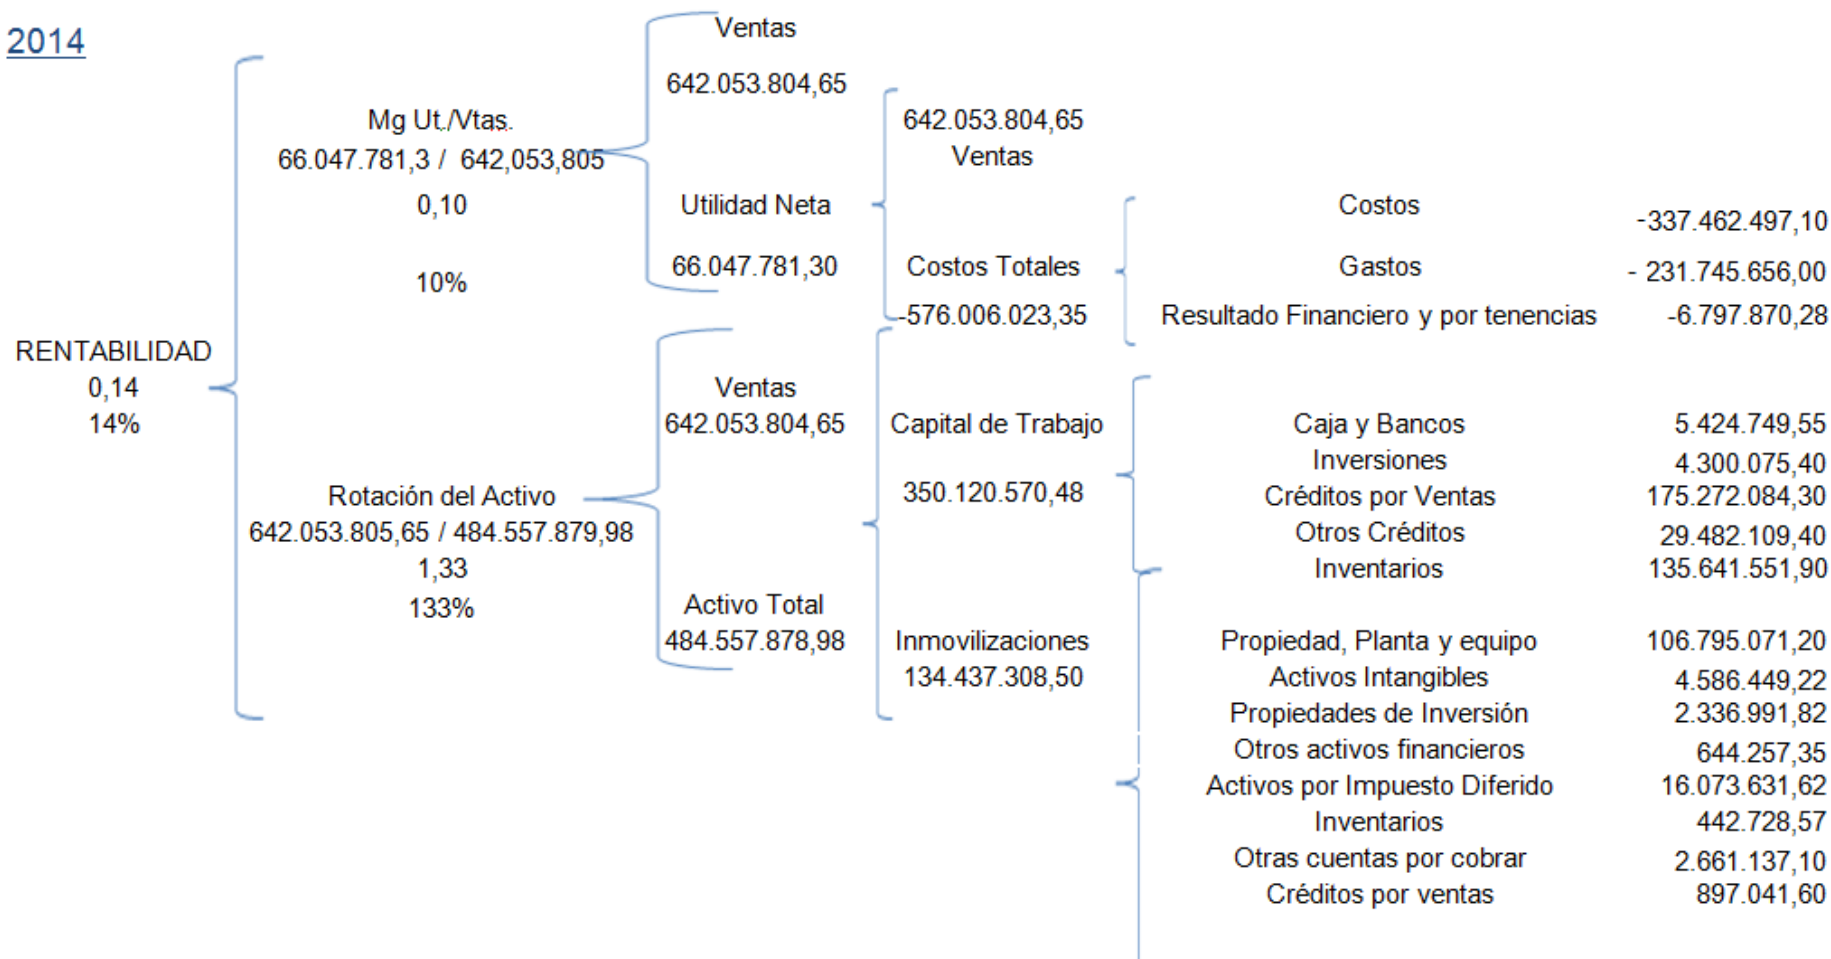 2014
RENTABILIDAD
0,14
14%
Mg Ut./Vtas.
66.047.781,3 / 642,053,805
0,10
10%
Rotación del Activo
642.053.805,65 / 484.557.879,98
1,33
133%
Ventas
642.053.804,65
Utilidad Neta
66.047.781,30
Ventas
642.053.804,65
Activo Total
484.557.878,98
642.053.804,65
Ventas
Costos Totales
-576.006.023,35
Capital de Trabajo
350.120.570,48
Inmovilizaciones
134.437.308,50
Costos -337.462.497,10
Gastos - 231.745.656,00
Resultado Financiero y por tenencias -6.797.870,28
Caja y Bancos 5.424.749,55
Inversiones 4.300.075,40
Créditos por Ventas 175.272.084,30
Otros Créditos 29.482.109,40
Inventarios 135.641.551,90
Propiedad, Planta y equipo 106.795.071,20
Activos Intangibles 4.586.449,22
Propiedades de Inversión 2.336.991,82
Otros activos financieros 644.257,35
Activos por Impuesto Diferido 16.073.631,62
Inventarios 442.728,57
Otras cuentas por cobrar 2.661.137,10
Créditos por ventas 897.041,60